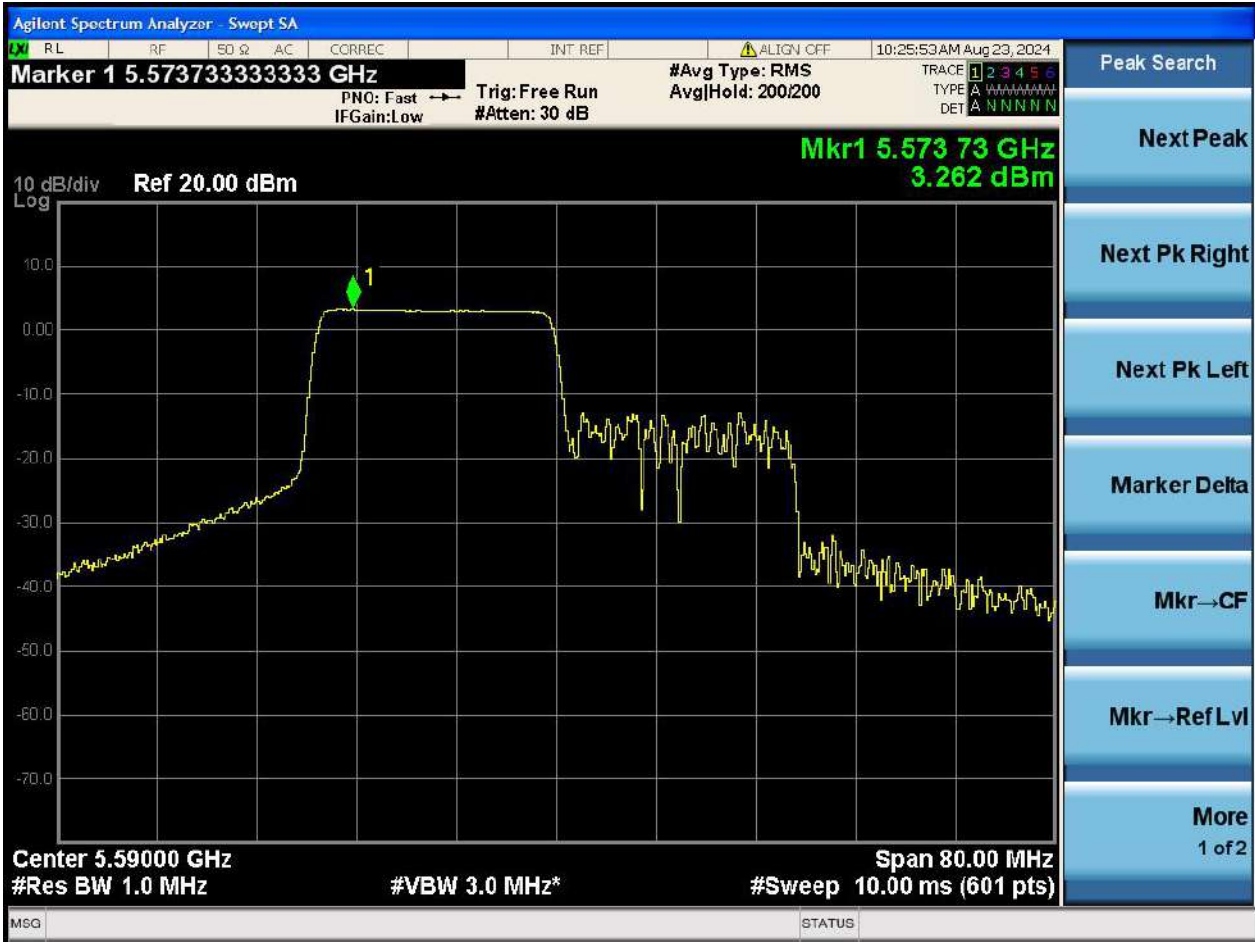 Agilent Spectrum Analyzer - Swept SA
LXI RL RF 50 Ω AC CORREC INT REF ALIGN OFF 10:25:53 AM Aug 23, 2024
Marker 1 5.573733333333 GHz
PNO: Fast
IFGain:Low
Trig: Free Run
#Atten: 30 dB
#Avg Type: RMS
Avg|Hold: 200/200
TRACE 1 2 3 4 5 6
TYPE A WWWWW
DET A N N N N N
Mkr1 5.573 73 GHz
3.262 dBm
10 dB/div Ref 20.00 dBm
Log
1
10.0
0.00
-10.0
-20.0
-30.0
-40.0
-50.0
-60.0
-70.0
Center 5.59000 GHz Span 80.00 MHz
#Res BW 1.0 MHz #VBW 3.0 MHz* #Sweep 10.00 ms (601 pts)
MSG STATUS
Peak Search
Next Peak
Next Pk Right
Next Pk Left
Marker Delta
Mkr→CF
Mkr→Ref Lvl
More
1 of 2